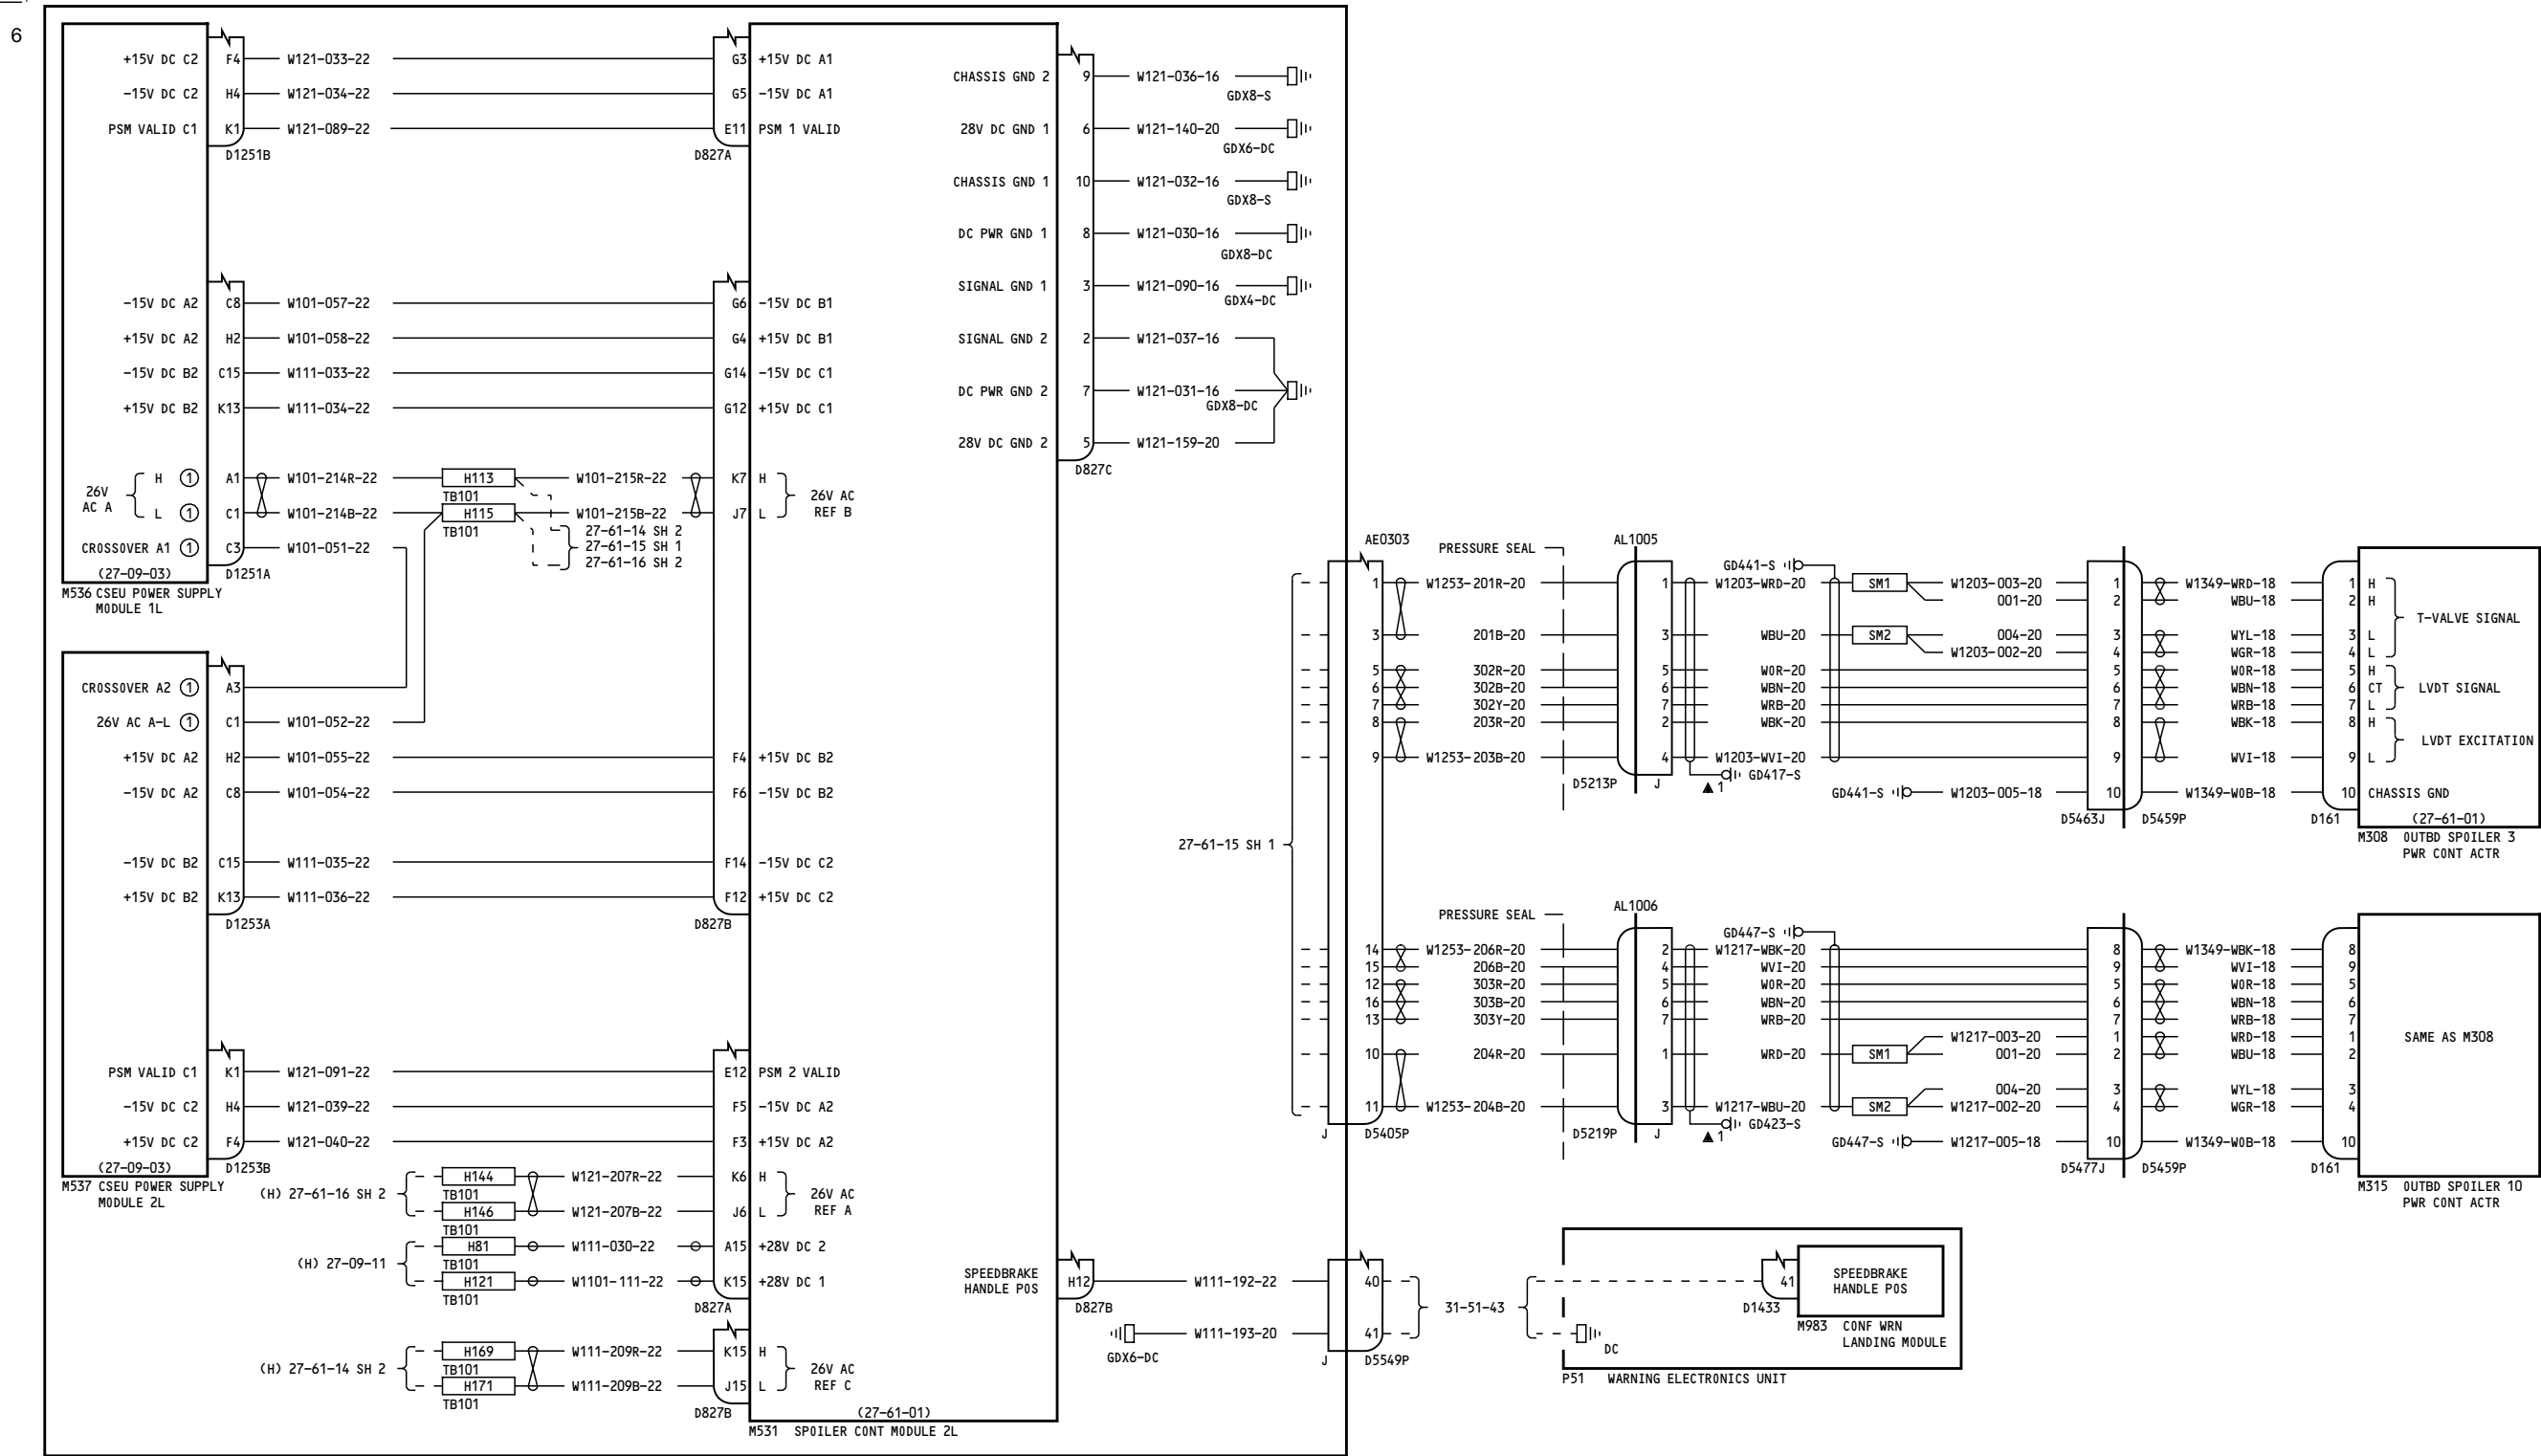 6
+15V DC C2 F4 W121-033-22 G3 +15V DC A1
-15V DC C2 H4 W121-034-22 G5 -15V DC A1
PSM VALID C1 K1 W121-089-22 E11 PSM 1 VALID
D1251B D827A
-15V DC A2 C8 W101-057-22 G6 -15V DC B1
+15V DC A2 H2 W101-058-22 G4 +15V DC B1
-15V DC B2 C15 W111-033-22 G14 -15V DC C1
+15V DC B2 K13 W111-034-22 G12 +15V DC C1
26V AC A
H 1 A1 W101-214R-22 H113 W101-215R-22 K7 H
TB101
L 1 C1 W101-214B-22 H115 W101-215B-22 J7 L
TB101
26V AC
REF B
27-61-14 SH 2
27-61-15 SH 1
27-61-16 SH 2
CROSSOVER A1 1 C3 W101-051-22
(27-09-03) D1251A
M536 CSEU POWER SUPPLY
MODULE 1L
CROSSOVER A2 1 A3
26V AC A-L 1 C1 W101-052-22
+15V DC A2 H2 W101-055-22 F4 +15V DC B2
-15V DC A2 C8 W101-054-22 F6 -15V DC B2
-15V DC B2 C15 W111-035-22 F14 -15V DC C2
+15V DC B2 K13 W111-036-22 F12 +15V DC C2
D1253A D827B
PSM VALID C1 K1 W121-091-22 E12 PSM 2 VALID
-15V DC C2 H4 W121-039-22 F5 -15V DC A2
+15V DC C2 F4 W121-040-22 F3 +15V DC A2
(27-09-03) D1253B
M537 CSEU POWER SUPPLY
MODULE 2L
(H) 27-61-16 SH 2
H144 W121-207R-22 K6 H
TB101
H146 W121-207B-22 J6 L
TB101
26V AC
REF A
(H) 27-09-11
H81 W111-030-22 A15 +28V DC 2
TB101
H121 W1101-111-22 K15 +28V DC 1
TB101 D827A
(H) 27-61-14 SH 2
H169 W111-209R-22 K15 H
TB101
H171 W111-209B-22 J15 L
TB101 D827B
26V AC
REF C
(27-61-01)
M531 SPOILER CONT MODULE 2L
CHASSIS GND 2 9 W121-036-16
GDX8-S
28V DC GND 1 6 W121-140-20
GDX6-DC
CHASSIS GND 1 10 W121-032-16
GDX8-S
DC PWR GND 1 8 W121-030-16
GDX8-DC
SIGNAL GND 1 3 W121-090-16
GDX4-DC
SIGNAL GND 2 2 W121-037-16
DC PWR GND 2 7 W121-031-16
GDX8-DC
28V DC GND 2 5 W121-159-20
D827C
27-61-15 SH 1
AE0303 PRESSURE SEAL AL1005
GD441-S
1 W1253-201R-20 1 W1203-WRD-20 SM1 W1203-003-20 1 W1349-WRD-18 1 H
001-20 2 WBU-18 2 H
3 201B-20 3 WBU-20 SM2 004-20 3 WYL-18 3 L
W1203-002-20 4 WGR-18 4 L
T-VALVE SIGNAL
5 302R-20 5 WOR-20 5 WOR-18 5 H
6 302B-20 6 WBN-20 6 WBN-18 6 CT LVDT SIGNAL
7 302Y-20 7 WRB-20 7 WRB-18 7 L
8 203R-20 2 WBK-20 8 WBK-18 8 H
LVDT EXCITATION
9 W1253-203B-20 4 W1203-WVI-20 9 WVI-18 9 L
D5213P J ▲1 GD417-S
GD441-S W1203-005-18 10 W1349-WOB-18 10 CHASSIS GND
D5463J D5459P D161 (27-61-01)
M308 OUTBD SPOILER 3
PWR CONT ACTR
PRESSURE SEAL AL1006
GD447-S
14 W1253-206R-20 2 W1217-WBK-20 8 W1349-WBK-18 8
15 206B-20 4 WVI-20 9 WVI-18 9
12 303R-20 5 WOR-20 5 WOR-18 5
16 303B-20 6 WBN-20 6 WBN-18 6
13 303Y-20 7 WRB-20 7 WRB-18 7
W1217-003-20 1 WRD-18 1
10 204R-20 1 WRD-20 SM1 001-20 2 WBU-18 2
SAME AS M308
004-20 3 WYL-18 3
11 W1253-204B-20 3 W1217-WBU-20 SM2 W1217-002-20 4 WGR-18 4
J D5405P D5219P J ▲1 GD423-S
GD447-S W1217-005-18 10 W1349-WOB-18 10
D5477J D5459P D161
M315 OUTBD SPOILER 10
PWR CONT ACTR
SPEEDBRAKE
HANDLE POS
H12 W111-192-22 40
D827B
GDX6-DC W111-193-20 41
J D5549P
31-51-43
41 SPEEDBRAKE
HANDLE POS
D1433
M983 CONF WRN
LANDING MODULE
DC
P51 WARNING ELECTRONICS UNIT